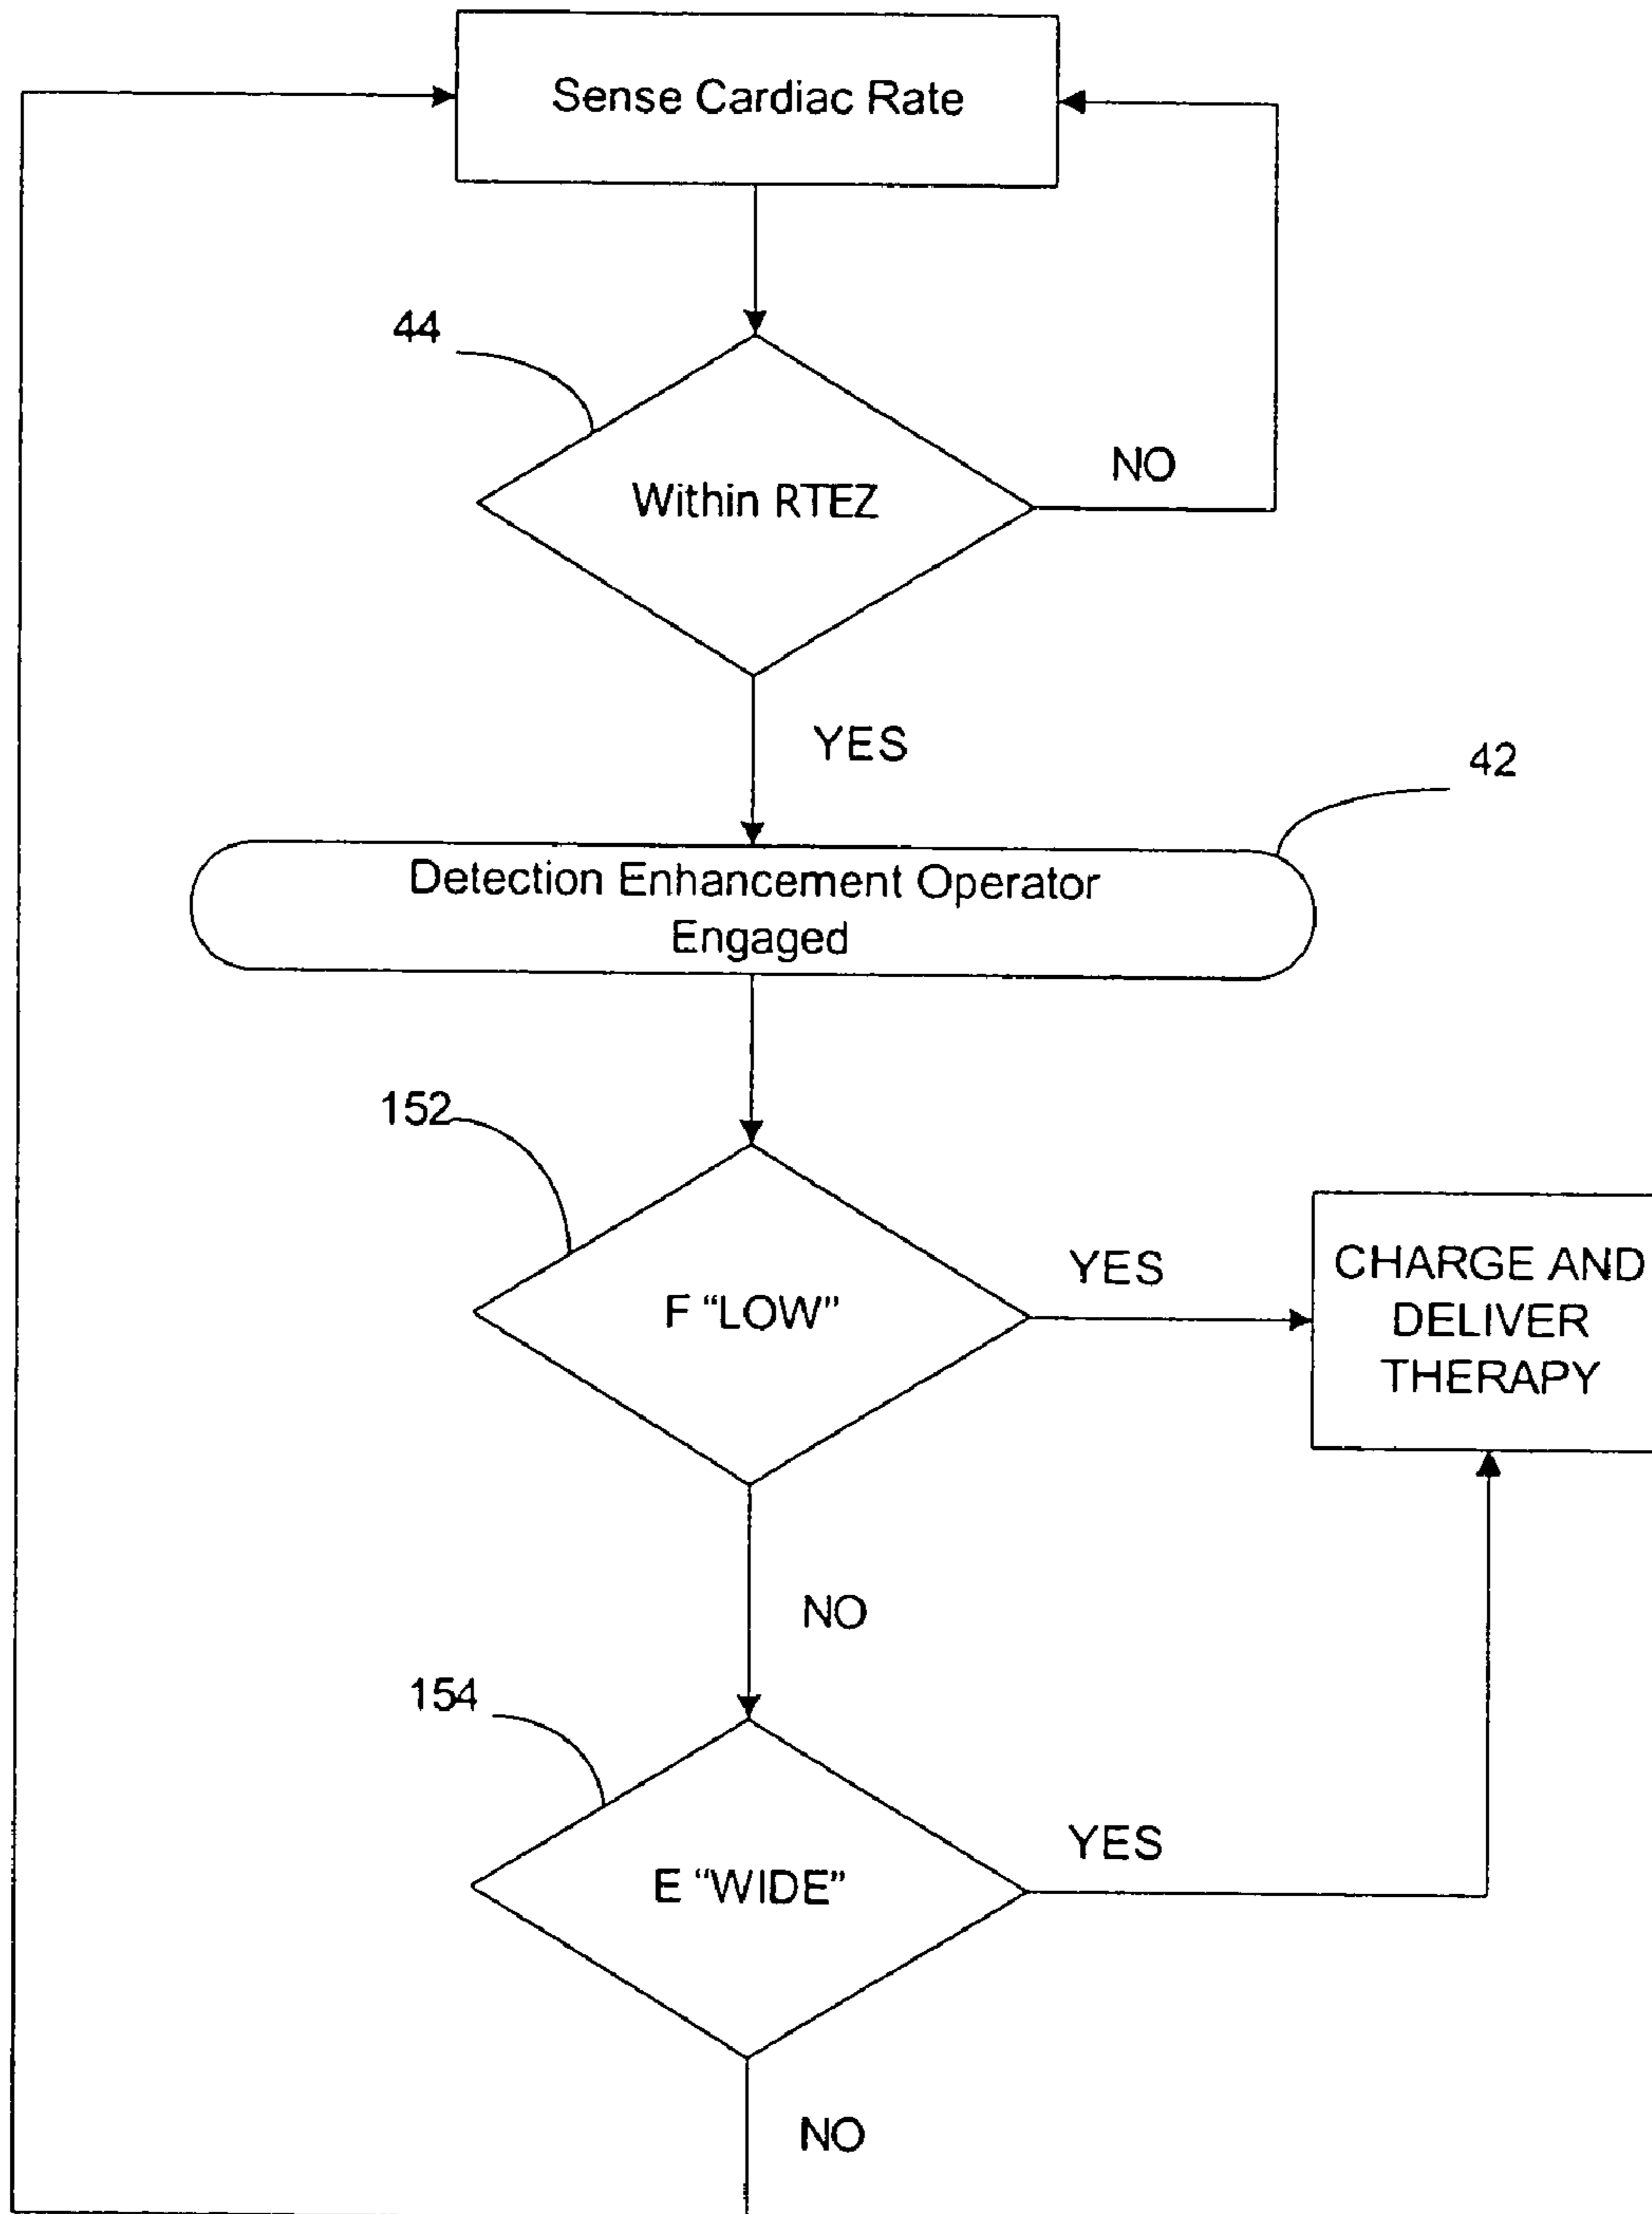 Sense Cardiac Rate
44
Within RTEZ
NO
YES
42
Detection Enhancement Operator
Engaged
152
F “LOW”
YES
CHARGE AND
DELIVER
THERAPY
NO
154
E “WIDE”
YES
NO